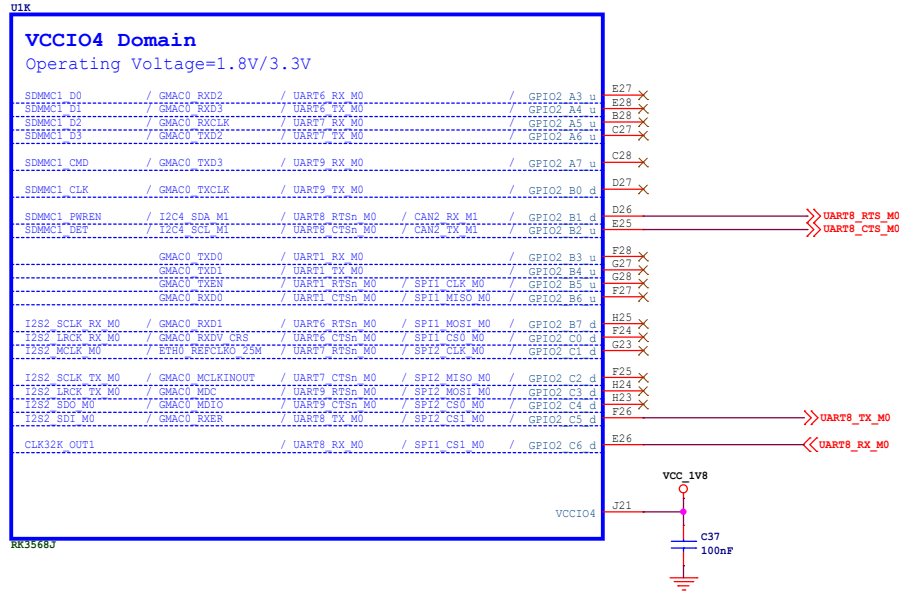 U1K
VCCIO4 Domain
Operating Voltage=1.8V/3.3V
SDMMC1_D0 / GMAC0_RXD2 / UART6_RX_M0 / GPIO2_A3_u E27
SDMMC1_D1 / GMAC0_RXD3 / UART6_TX_M0 / GPIO2_A4_u E28
SDMMC1_D2 / GMAC0_RXCLK / UART7_RX_M0 / GPIO2_A5_u B28
SDMMC1_D3 / GMAC0_TXD2 / UART7_TX_M0 / GPIO2_A6_u C27
SDMMC1_CMD / GMAC0_TXD3 / UART9_RX_M0 / GPIO2_A7_u C28
SDMMC1_CLK / GMAC0_TXCLK / UART9_TX_M0 / GPIO2_B0_d D27
SDMMC1_PWREN / I2C4_SDA_M1 / UART8_RTSn_M0 / CAN2_RX_M1 / GPIO2_B1_d D26 UART8_RTS_M0
SDMMC1_DET / I2C4_SCL_M1 / UART8_CTSn_M0 / CAN2_TX_M1 / GPIO2_B2_u E25 UART8_CTS_M0
GMAC0_TXD0 / UART1_RX_M0 / GPIO2_B3_u F28
GMAC0_TXD1 / UART1_TX_M0 / GPIO2_B4_u G27
GMAC0_TXEN / UART1_RTSn_M0 / SPI1_CLK_M0 / GPIO2_B5_u G28
GMAC0_RXD0 / UART1_CTSn_M0 / SPI1_MISO_M0 / GPIO2_B6_u F27
I2S2_SCLK_RX_M0 / GMAC0_RXD1 / UART6_RTSn_M0 / SPI1_MOSI_M0 / GPIO2_B7_d H25
I2S2_LRCK_RX_M0 / GMAC0_RXDV_CRS / UART6_CTSn_M0 / SPI1_CS0_M0 / GPIO2_C0_d F24
I2S2_MCLK_M0 / ETH0_REFCLKO_25M / UART7_RTSn_M0 / SPI2_CLK_M0 / GPIO2_C1_d G23
I2S2_SCLK_TX_M0 / GMAC0_MCLKINOUT / UART7_CTSn_M0 / SPI2_MISO_M0 / GPIO2_C2_d F25
I2S2_LRCK_TX_M0 / GMAC0_MDC / UART9_RTSn_M0 / SPI2_MOSI_M0 / GPIO2_C3_d H24
I2S2_SDO_M0 / GMAC0_MDIO / UART9_CTSn_M0 / SPI2_CS0_M0 / GPIO2_C4_d H23
I2S2_SDI_M0 / GMAC0_RXER / UART8_TX_M0 / SPI2_CS1_M0 / GPIO2_C5_d F26 UART8_TX_M0
CLK32K_OUT1 / UART8_RX_M0 / SPI1_CS1_M0 / GPIO2_C6_d E26 UART8_RX_M0
VCC_1V8
VCCIO4 J21
C37
100nF
RK3568J